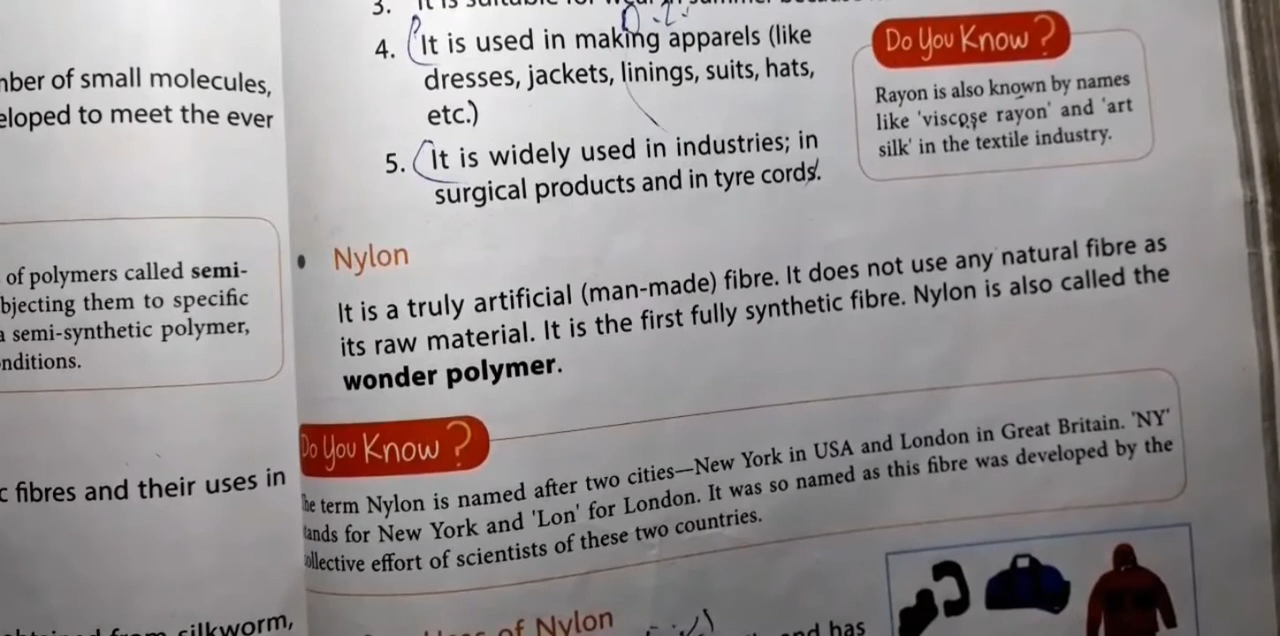 mber of small molecules,
eloped to meet the ever
of polymers called semi-
bjecting them to specific
a semi-synthetic polymer,
nditions.
c fibres and their uses in
silkworm,
3. It is
4. It is used in making apparels (like
dresses, jackets, linings, suits, hats,
etc.)
5. It is widely used in industries; in
surgical products and in tyre cords.
Do You Know?
Rayon is also known by names
like 'viscose rayon' and 'art
silk' in the textile industry.
• Nylon
It is a truly artificial (man-made) fibre. It does not use any natural fibre as
its raw material. It is the first fully synthetic fibre. Nylon is also called the
wonder polymer.
Do You Know?
he term Nylon is named after two cities—New York in USA and London in Great Britain. 'NY'
tands for New York and 'Lon' for London. It was so named as this fibre was developed by the
ollective effort of scientists of these two countries.
of Nylon
and has